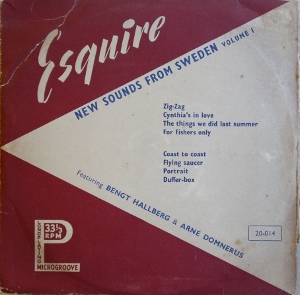 Esquire
NEW SOUNDS FROM SWEDEN VOLUME 1
Zig-Zag
Cynthia's in love
The things we did last summer
For fishers only
Coast to coast
Flying saucer
Portrait
Duffer-box
Featuring BENGT HALLBERG & ARNE DOMNERUS
LONG PLAYING
33⅓
RPM
MICROGROOVE
20-014